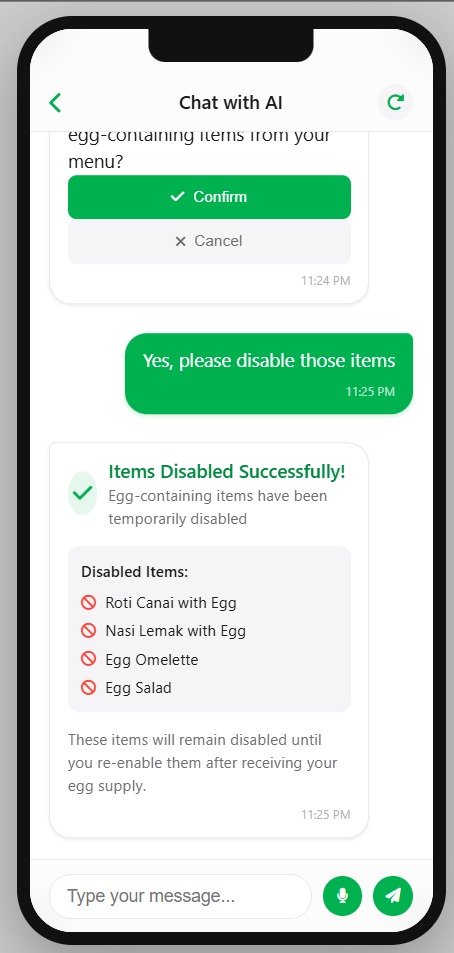 Chat with AI
egg-containing items from your
menu?
Confirm
Cancel
11:24 PM
Yes, please disable those items
11:25 PM
Items Disabled Successfully!
Egg-containing items have been
temporarily disabled
Disabled Items:
Roti Canai with Egg
Nasi Lemak with Egg
Egg Omelette
Egg Salad
These items will remain disabled until
you re-enable them after receiving your
egg supply.
11:25 PM
Type your message...